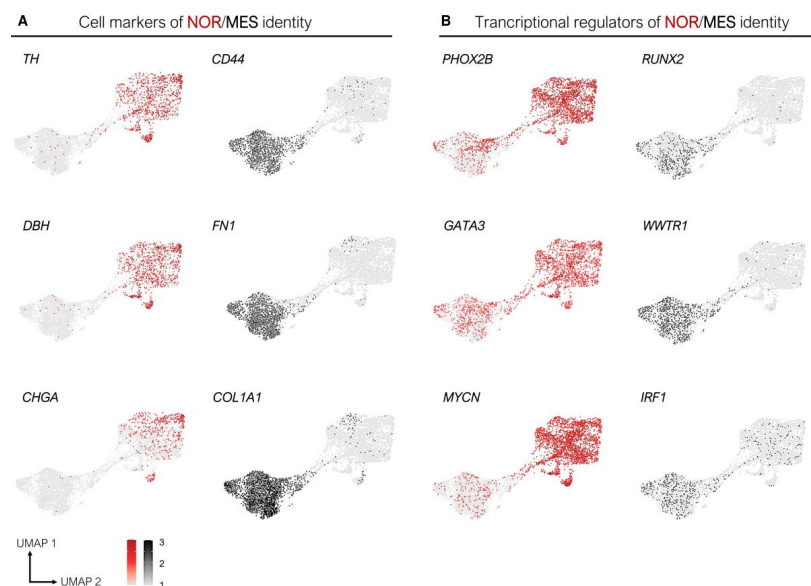 A Cell markers of NOR/MES identity
B Trancriptional regulators of NOR/MES identity
TH CD44 PHOX2B RUNX2
DBH FN1 GATA3 WWTR1
CHGA COL1A1 MYCN IRF1
UMAP 1
UMAP 2
3
2
1